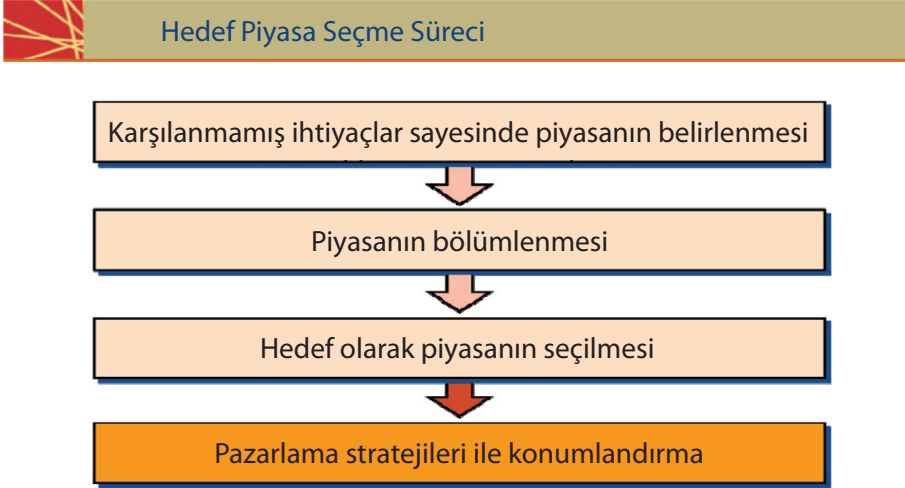 Hedef Piyasa Seçme Süreci
Karşılanmamış ihtiyaçlar sayesinde piyasanın belirlenmesi
Piyasanın bölümlenmesi
Hedef olarak piyasanın seçilmesi
Pazarlama stratejileri ile konumlandırma